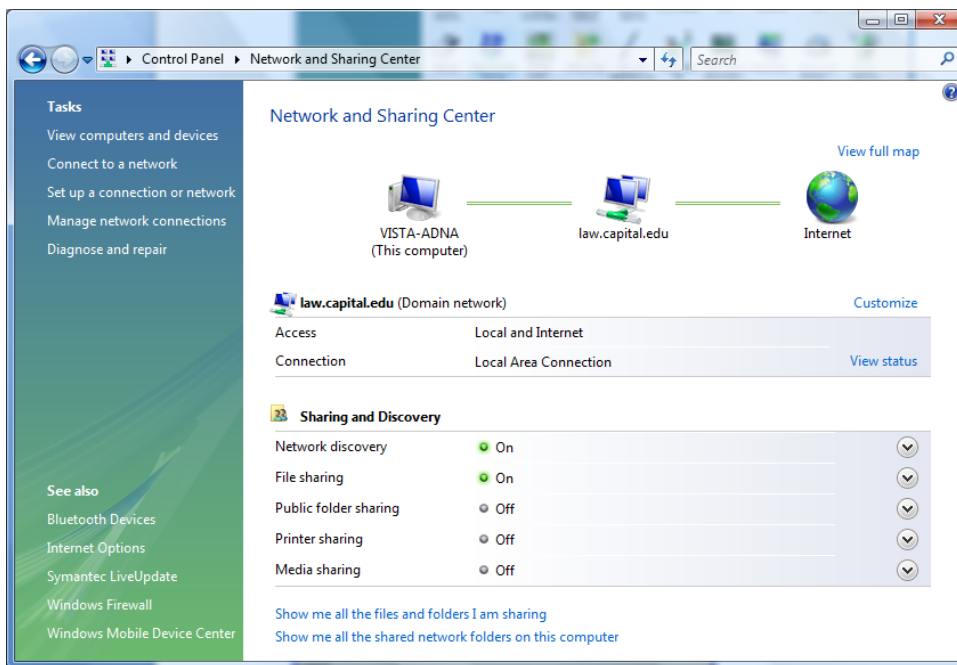 Control Panel Network and Sharing Center
Search
Tasks
View computers and devices
Connect to a network
Set up a connection or network
Manage network connections
Diagnose and repair
See also
Bluetooth Devices
Internet Options
Symantec LiveUpdate
Windows Firewall
Windows Mobile Device Center
Network and Sharing Center
View full map
VISTA-ADNA
(This computer)
law.capital.edu
Internet
law.capital.edu (Domain network) Customize
Access Local and Internet
Connection Local Area Connection View status
Sharing and Discovery
Network discovery On
File sharing On
Public folder sharing Off
Printer sharing Off
Media sharing Off
Show me all the files and folders I am sharing
Show me all the shared network folders on this computer